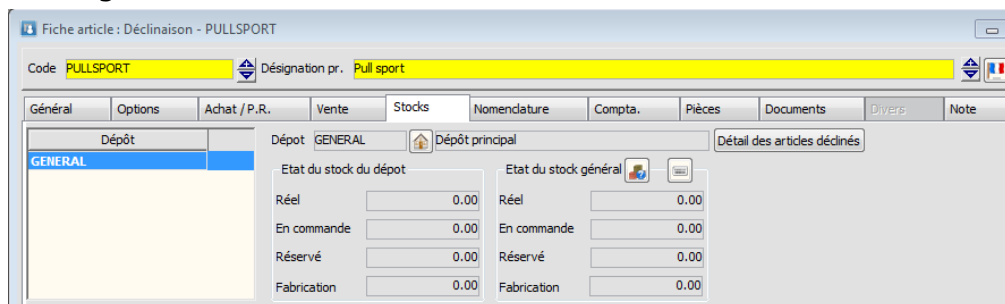 Fiche article : Déclinaison - PULLSPORT
Code PULLSPORT Désignation pr. Pull sport
Général Options Achat / P.R. Vente Stocks Nomenclature Compta. Pièces Documents Divers Note
Dépôt Dépot GENERAL Dépôt principal Détail des articles déclinés
GENERAL
Etat du stock du dépot Etat du stock général
Réel 0.00 Réel 0.00
En commande 0.00 En commande 0.00
Réservé 0.00 Réservé 0.00
Fabrication 0.00 Fabrication 0.00